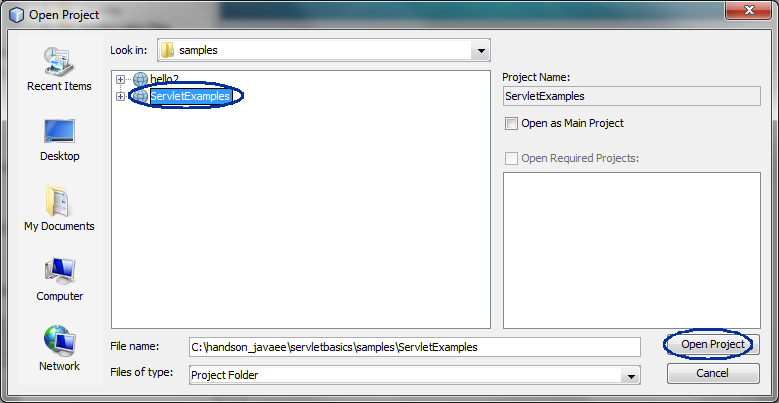 Open Project
Look in:
samples
Recent Items
Desktop
My Documents
Computer
Network
hello2
ServletExamples
Project Name:
ServletExamples
Open as Main Project
Open Required Projects:
File name:
C:\handson_javaee\servletbasics\samples\ServletExamples
Open Project
Files of type:
Project Folder
Cancel